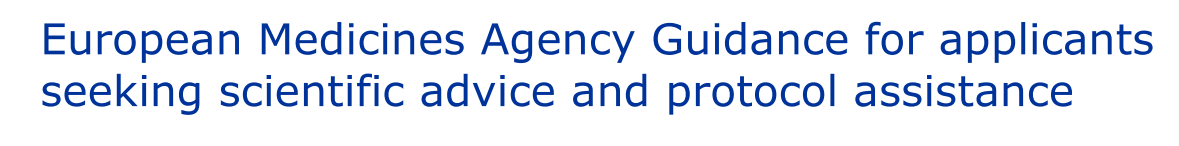 European Medicines Agency Guidance for applicants
seeking scientific advice and protocol assistance